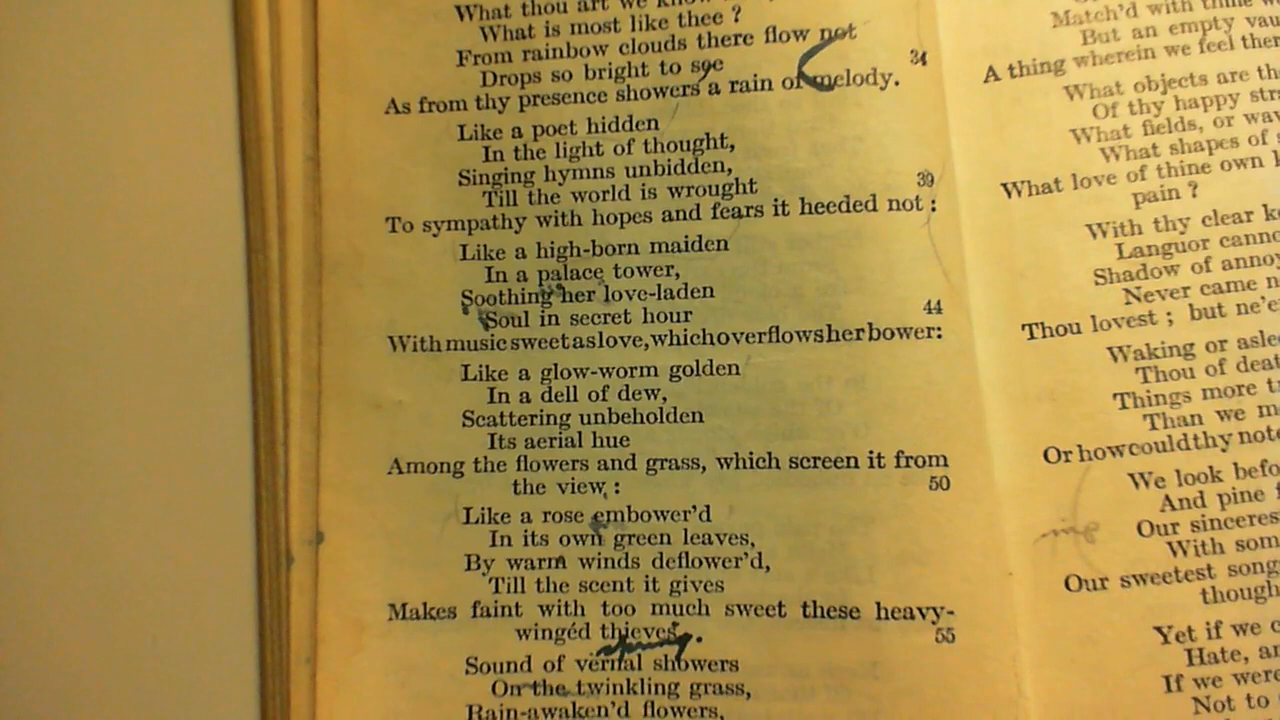 What thou art we know
What is most like thee ?
From rainbow clouds there flow not
Drops so bright to see 34
As from thy presence showers a rain of melody.
Like a poet hidden
In the light of thought,
Singing hymns unbidden,
Till the world is wrought 39
To sympathy with hopes and fears it heeded not :
Like a high-born maiden
In a palace tower,
Soothing her love-laden
Soul in secret hour 44
With music sweet as love, which overflows her bower:
Like a glow-worm golden
In a dell of dew,
Scattering unbeholden
Its aerial hue
Among the flowers and grass, which screen it from
the view : 50
Like a rose embower'd
In its own green leaves,
By warm winds deflower'd,
Till the scent it gives
Makes faint with too much sweet these heavy-
wingéd thieves. 55
spring.
Sound of vernal showers
On the twinkling grass,
Rain-awaken'd flowers,
Match'd with thine
But an empty
A thing wherein we feel
What objects are
Of thy happy
What fields, or
What shapes of
What love of thine own
pain ?
With thy clear
Languor
Shadow of
Never came
Thou lovest ; but ne'er
Waking or
Thou of
Things more
Than we
Or how could thy
We look
And pine
Our
With
Our sweetest
Yet if we
Hate,
If we were
Not to